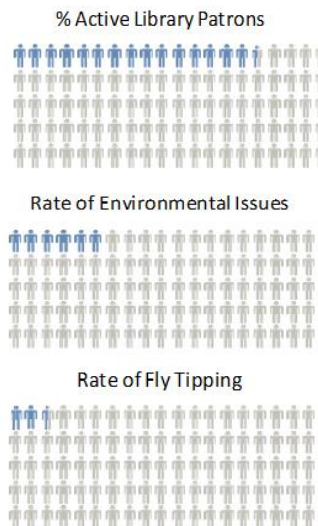 % Active Library Patrons
Rate of Environmental Issues
Rate of Fly Tipping